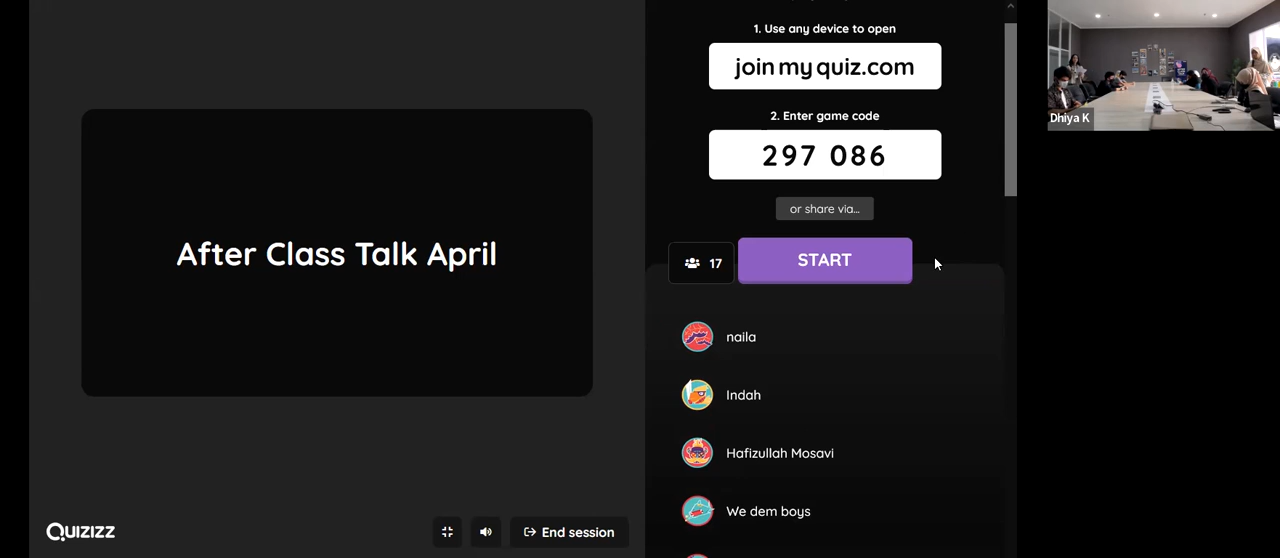 1. Use any device to open
joinmyquiz.com
2. Enter game code
297 086
or share via...
17
START
After Class Talk April
naila
Indah
Hafizullah Mosavi
We dem boys
QUIZIZZ
End session
Dhiya K